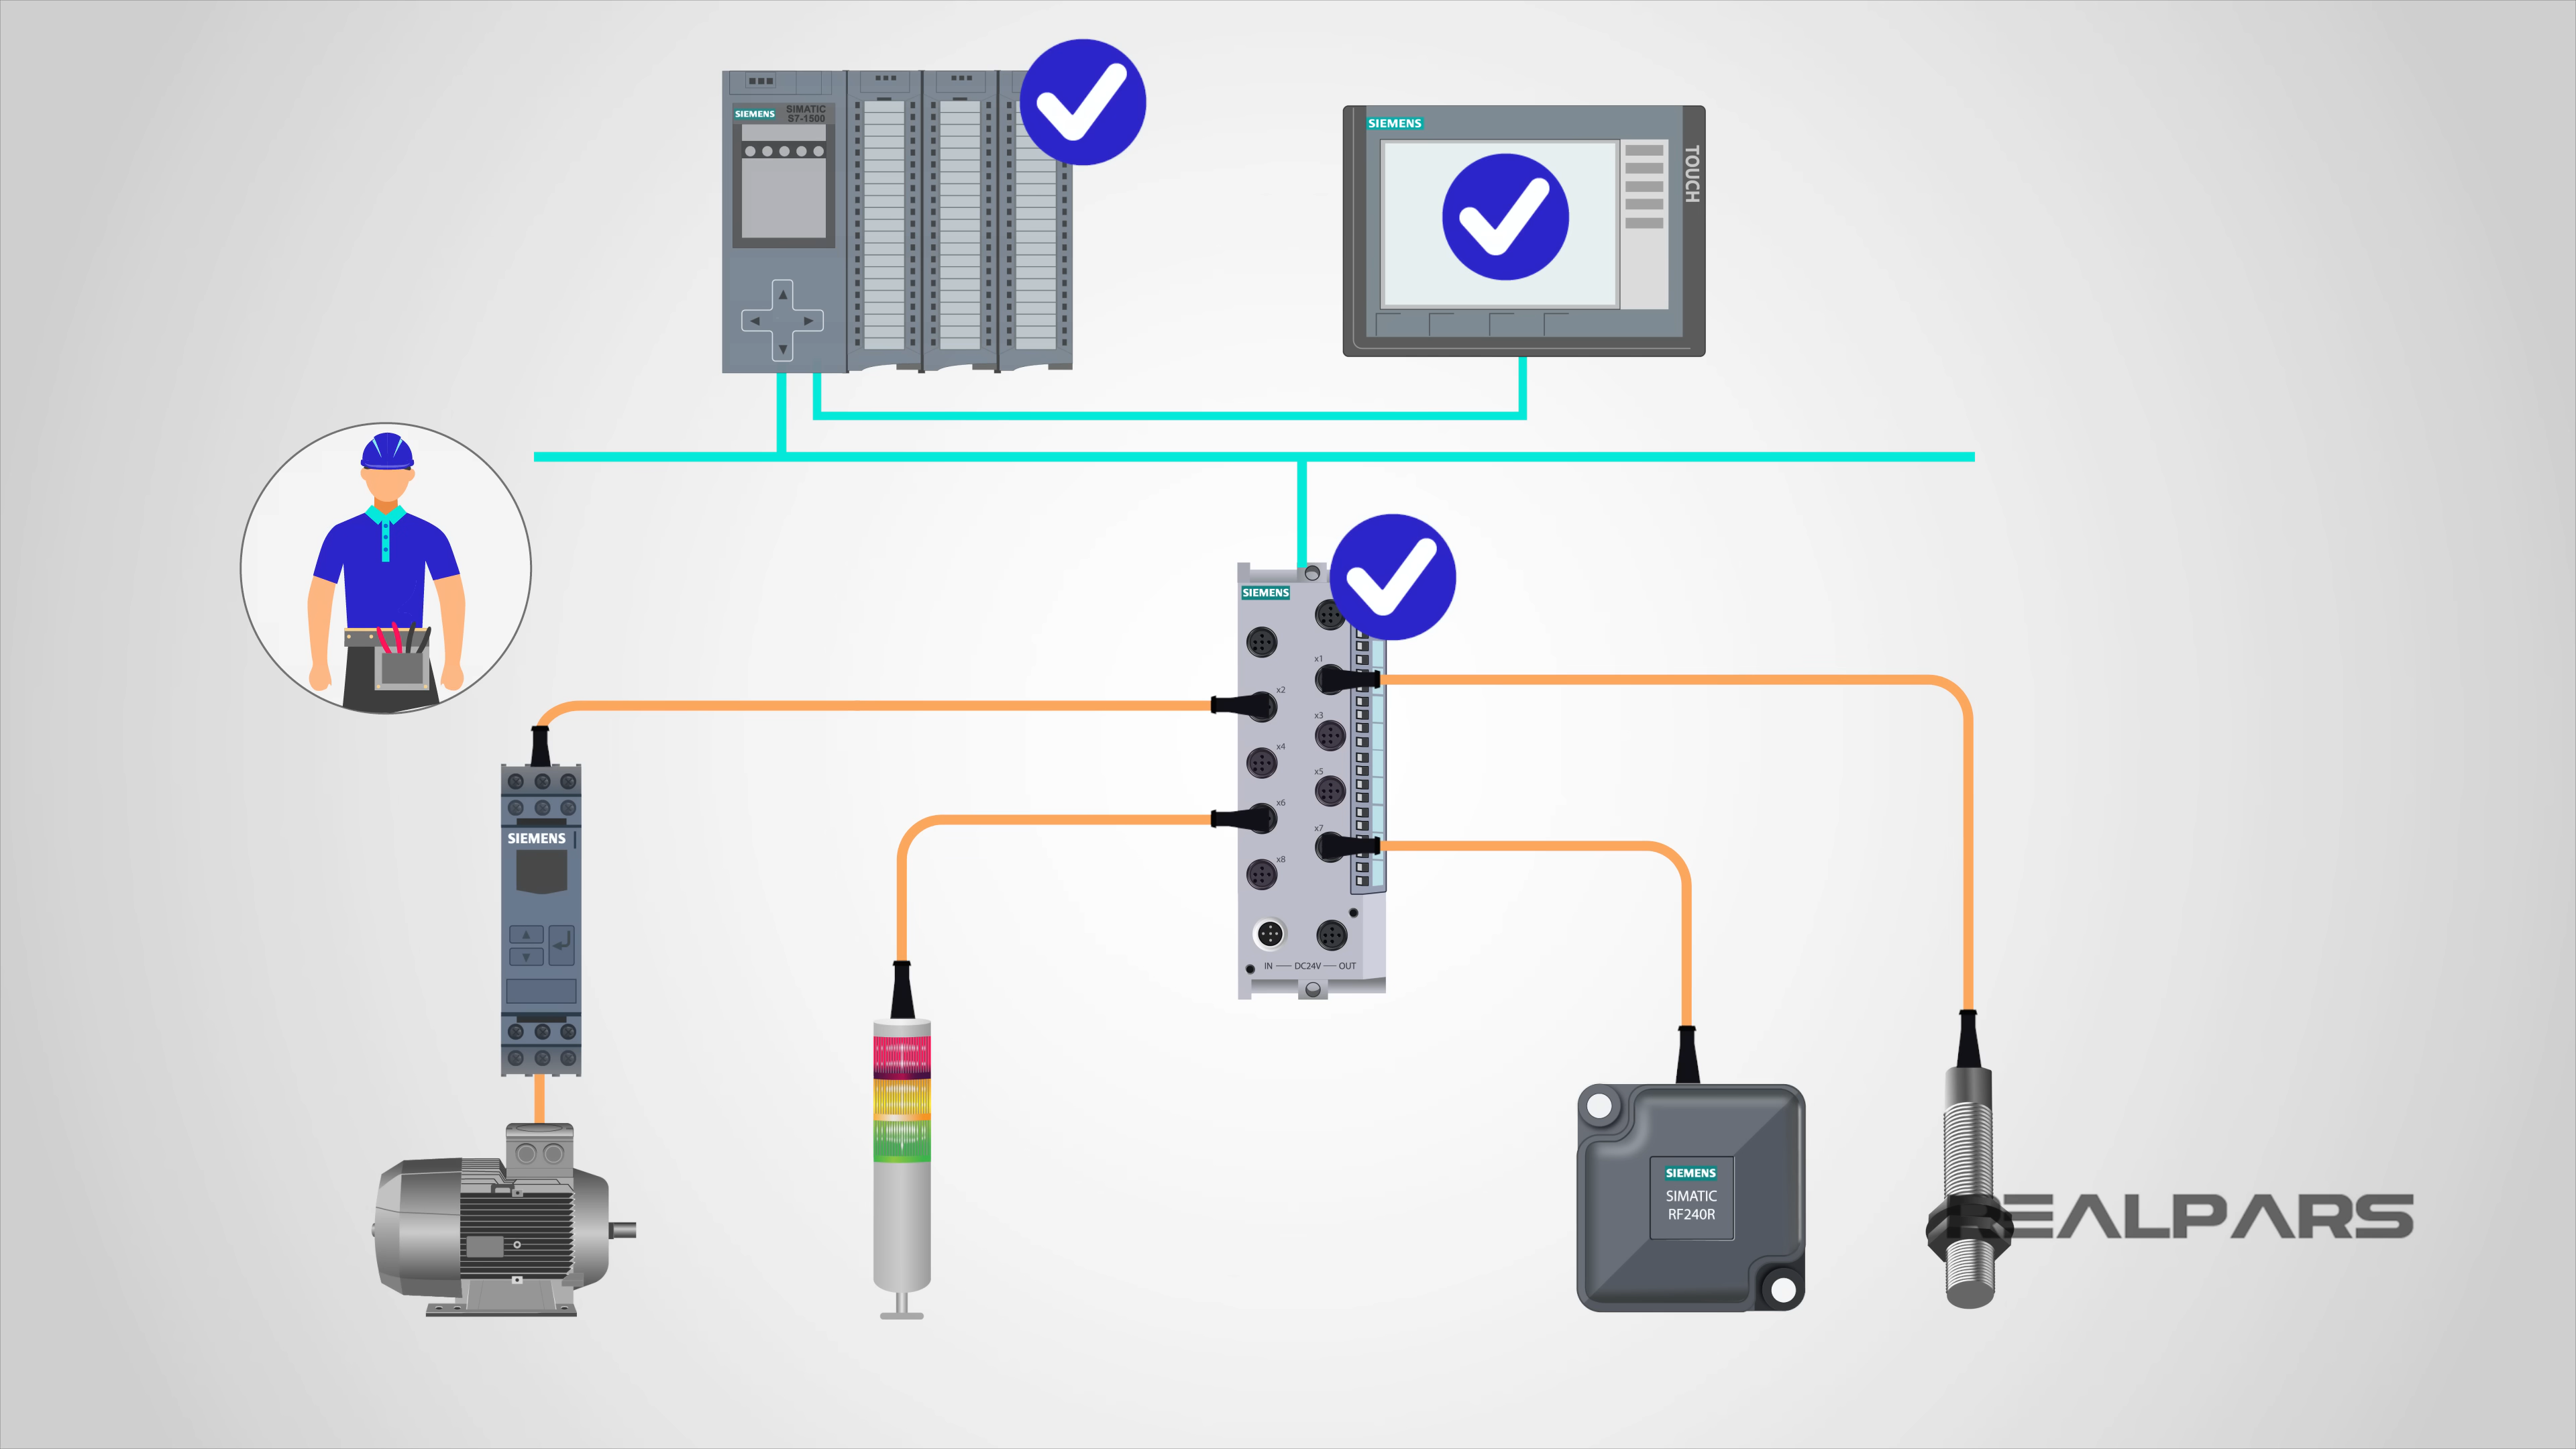 SIEMENS
SIMATIC
S7-1500
SIEMENS
TOUCH
SIEMENS
x1
x2
x3
x4
x5
x6
x7
x8
IN — DC24V — OUT
SIEMENS
SIEMENS
SIMATIC
RF240R
REALPARS